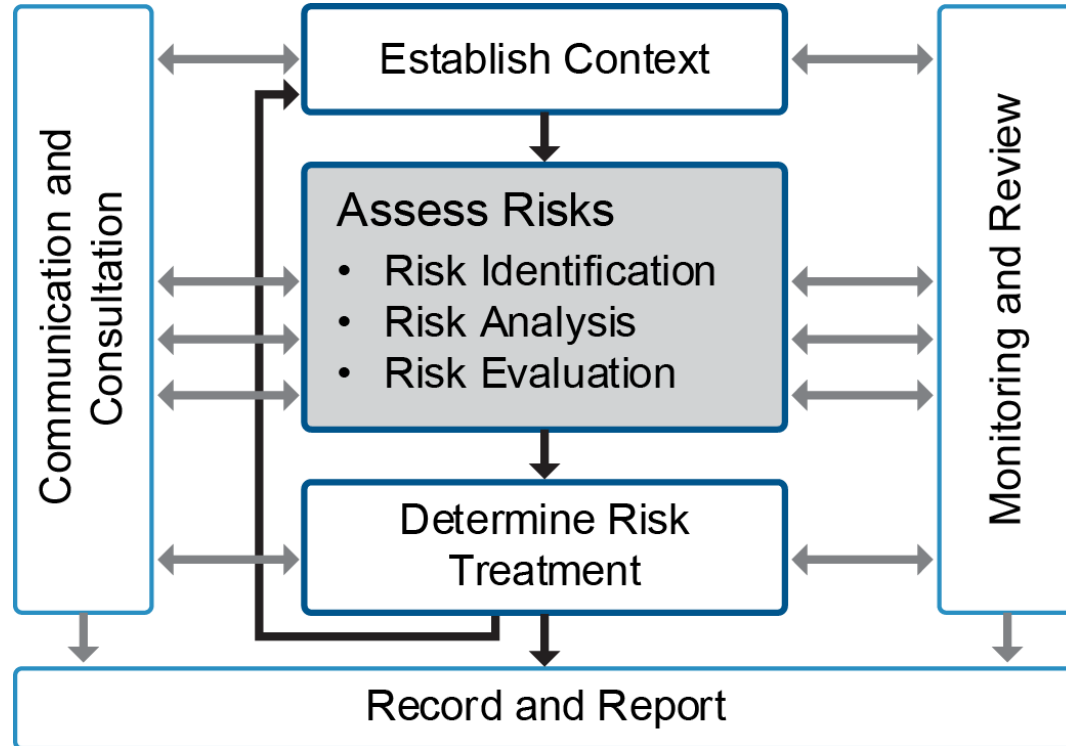 Communication and
Consultation
Establish Context
Assess Risks
• Risk Identification
• Risk Analysis
• Risk Evaluation
Determine Risk
Treatment
Monitoring and Review
Record and Report